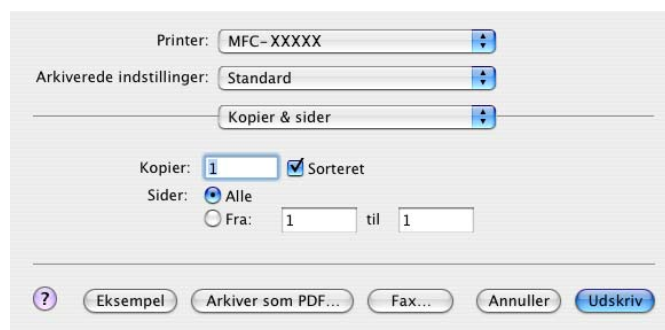 Printer: MFC-XXXXX
Arkiverede indstillinger: Standard
Kopier & sider
Kopier: 1 Sorteret
Sider: Alle
Fra: 1 til 1
? Eksempel Arkiver som PDF... Fax... Annuller Udskriv